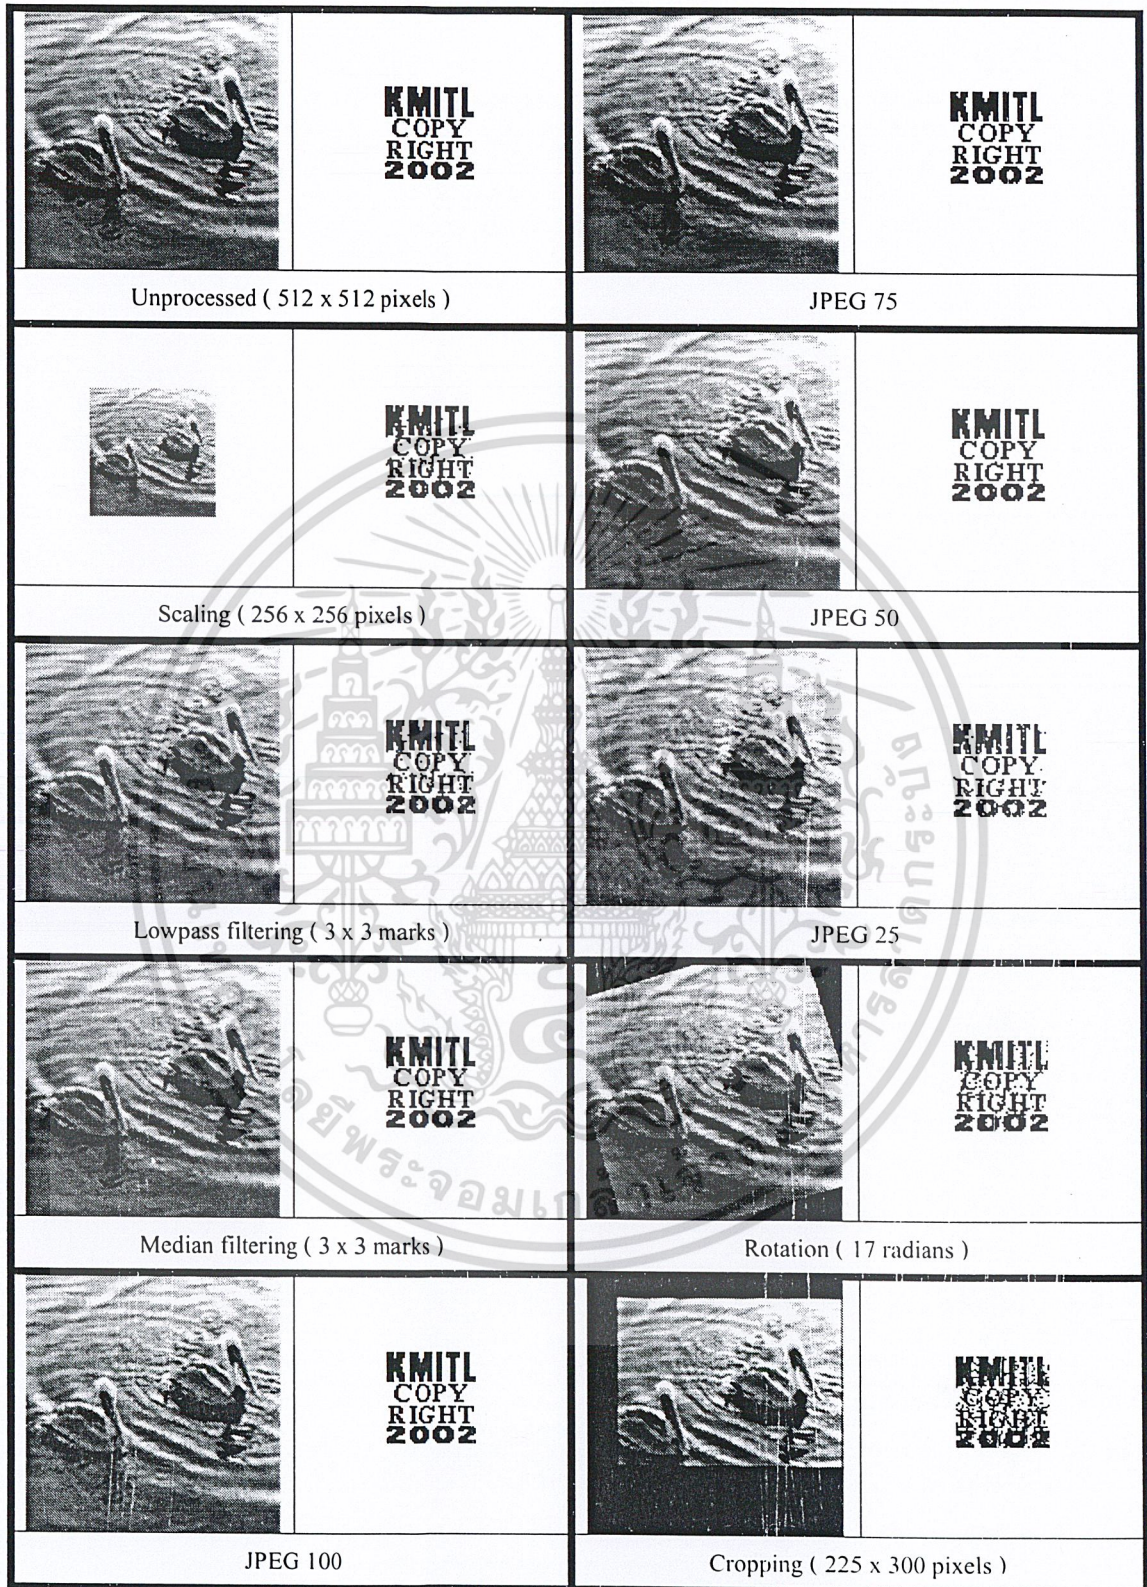 KMITL
COPY
RIGHT
2002
Unprocessed ( 512 x 512 pixels )
KMITL
COPY
RIGHT
2002
JPEG 75
KMITL
COPY
RIGHT
2002
Scaling ( 256 x 256 pixels )
KMITL
COPY
RIGHT
2002
JPEG 50
KMITL
COPY
RIGHT
2002
Lowpass filtering ( 3 x 3 marks )
KMITL
COPY
RIGHT
2002
JPEG 25
KMITL
COPY
RIGHT
2002
Median filtering ( 3 x 3 marks )
KMITL
COPY
RIGHT
2002
Rotation ( 17 radians )
KMITL
COPY
RIGHT
2002
JPEG 100
KMITL
COPY
RIGHT
2002
Cropping ( 225 x 300 pixels )